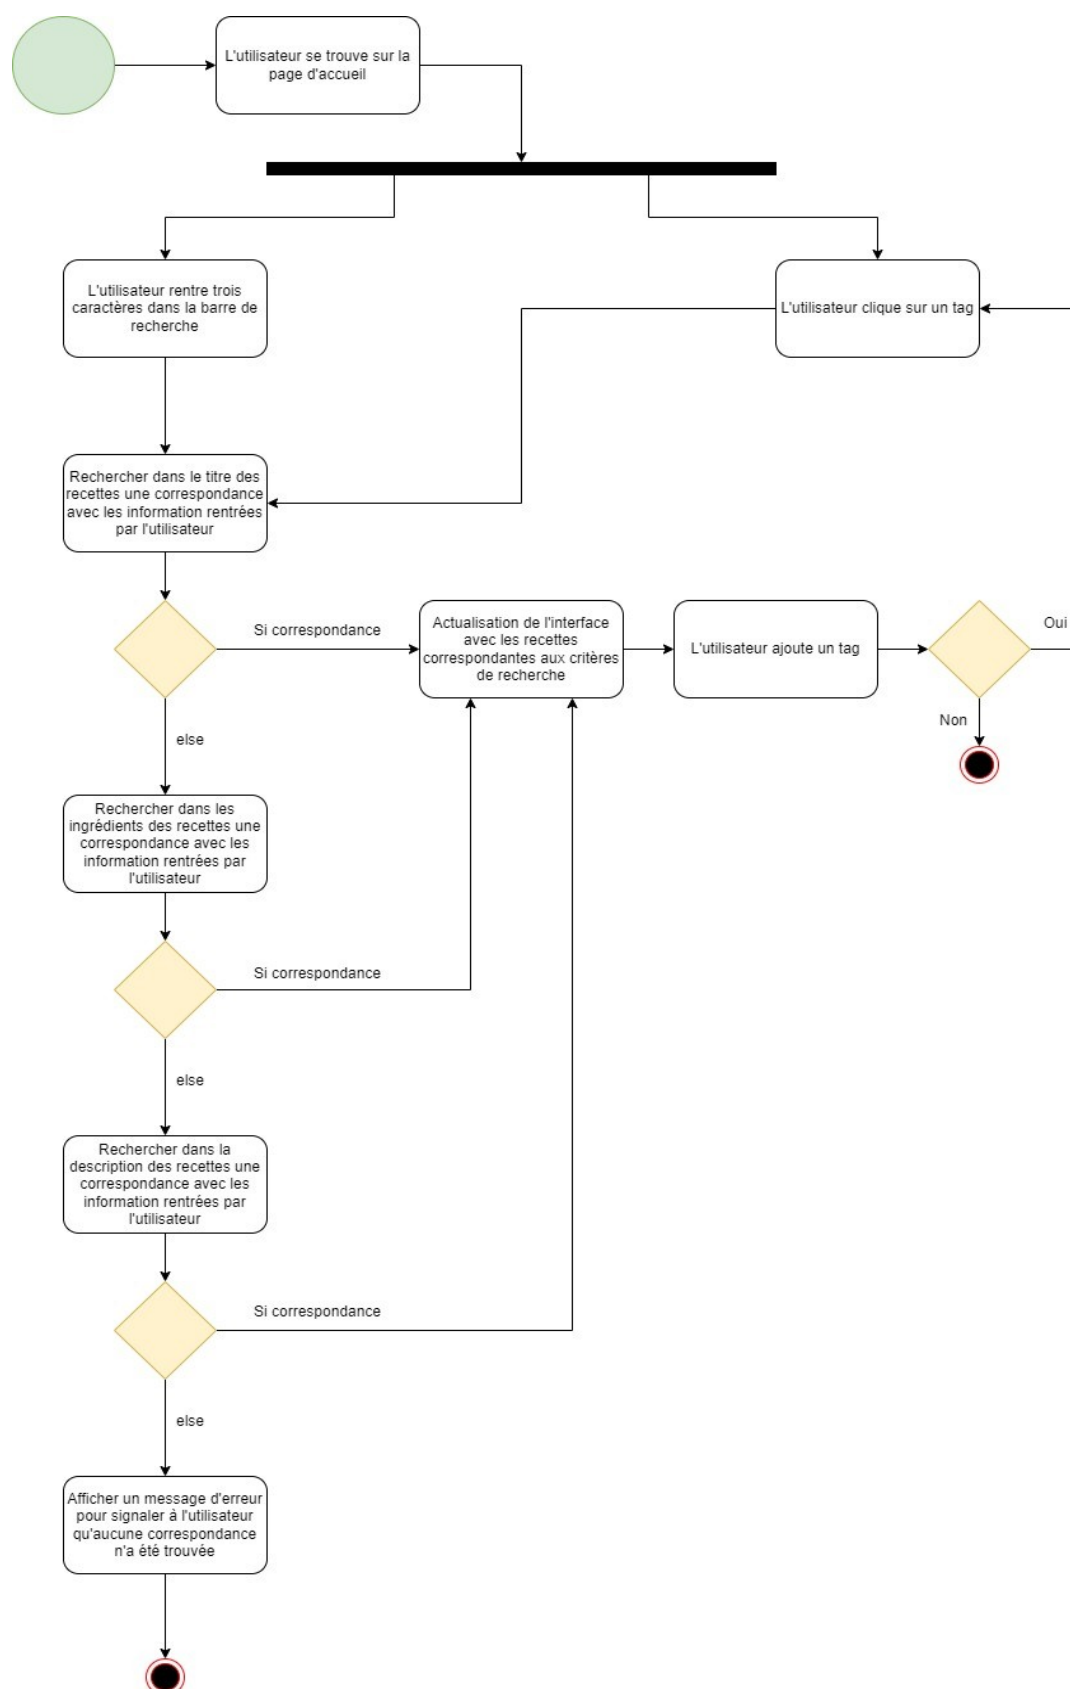 L'utilisateur se trouve sur la
page d'accueil
L'utilisateur rentre trois
caractères dans la barre de
recherche
L'utilisateur clique sur un tag
Rechercher dans le titre des
recettes une correspondance
avec les information rentrées
par l'utilisateur
Si correspondance
Actualisation de l'interface
avec les recettes
correspondantes aux critères
de recherche
L'utilisateur ajoute un tag
Oui
Non
else
Rechercher dans les
ingrédients des recettes une
correspondance avec les
information rentrées par
l'utilisateur
Si correspondance
else
Rechercher dans la
description des recettes une
correspondance avec les
information rentrées par
l'utilisateur
Si correspondance
else
Afficher un message d'erreur
pour signaler à l'utilisateur
qu'aucune correspondance
n'a été trouvée